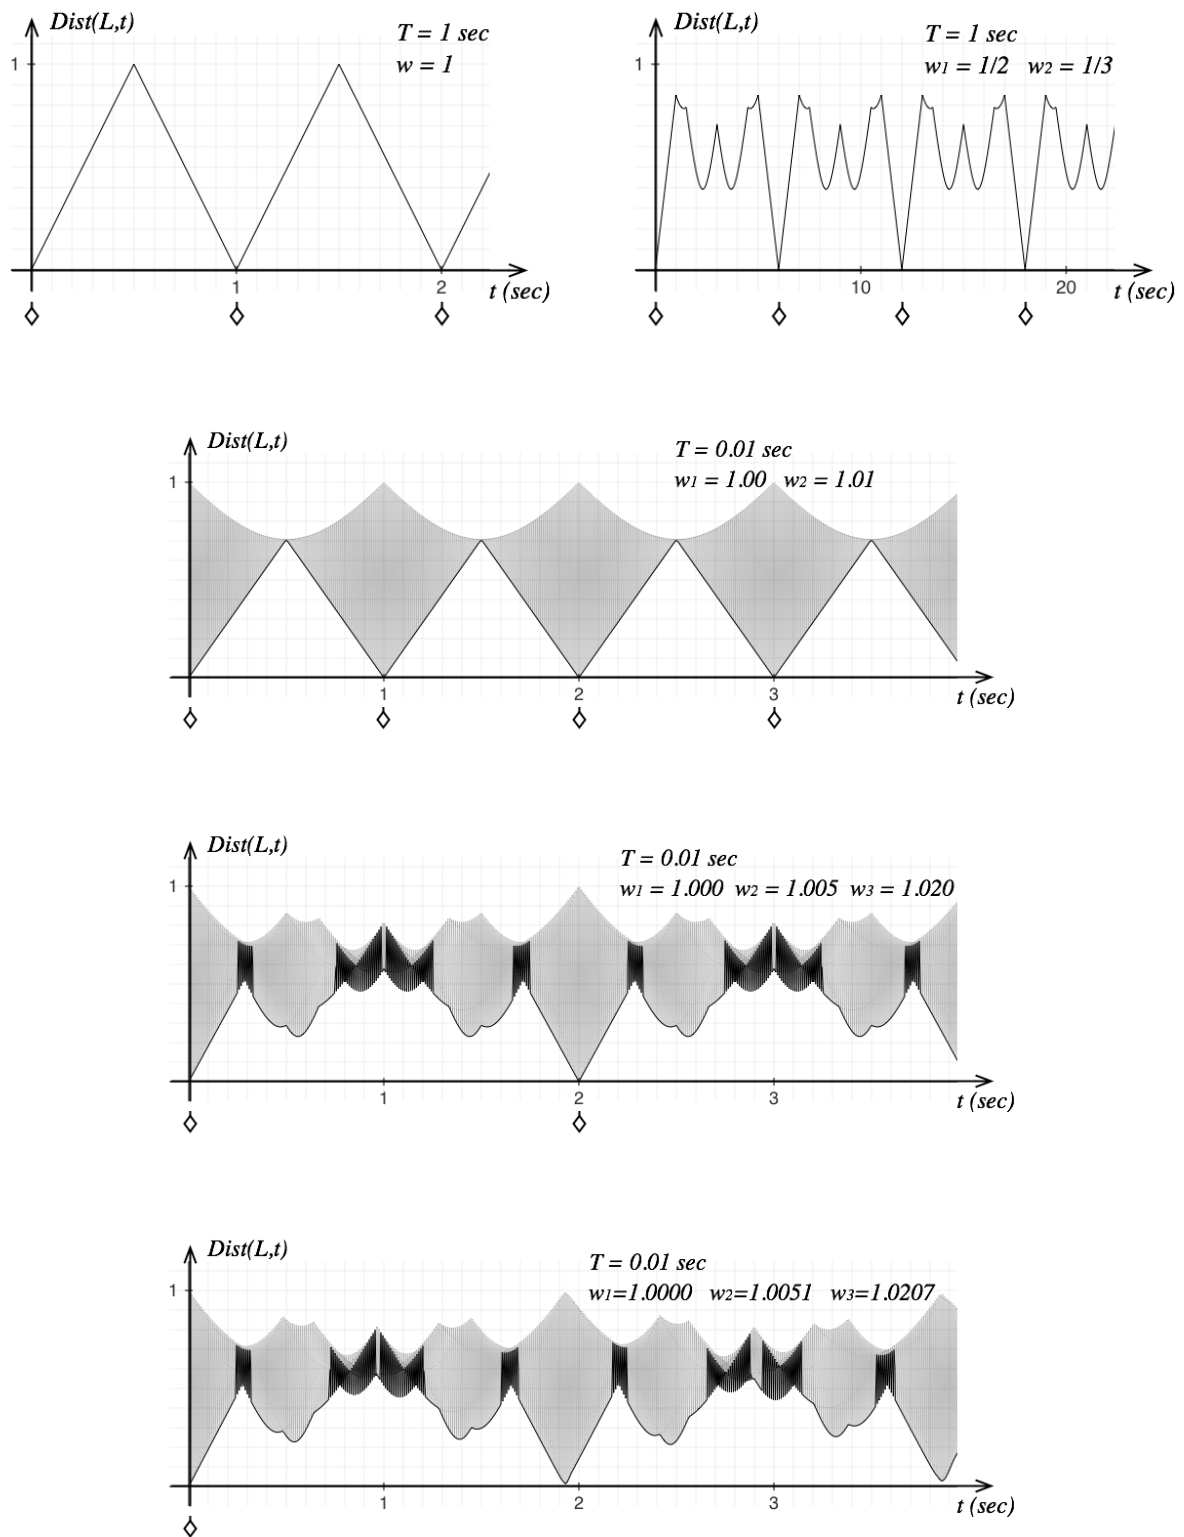 Dist(L,t)
T = 1 sec
w = 1
1
1
2
t (sec)
Dist(L,t)
T = 1 sec
w1 = 1/2 w2 = 1/3
1
10
20
t (sec)
Dist(L,t)
T = 0.01 sec
w1 = 1.00 w2 = 1.01
1
1
2
3
t (sec)
Dist(L,t)
T = 0.01 sec
w1 = 1.000 w2 = 1.005 w3 = 1.020
1
1
2
3
t (sec)
Dist(L,t)
T = 0.01 sec
w1=1.0000 w2=1.0051 w3=1.0207
1
1
2
3
t (sec)